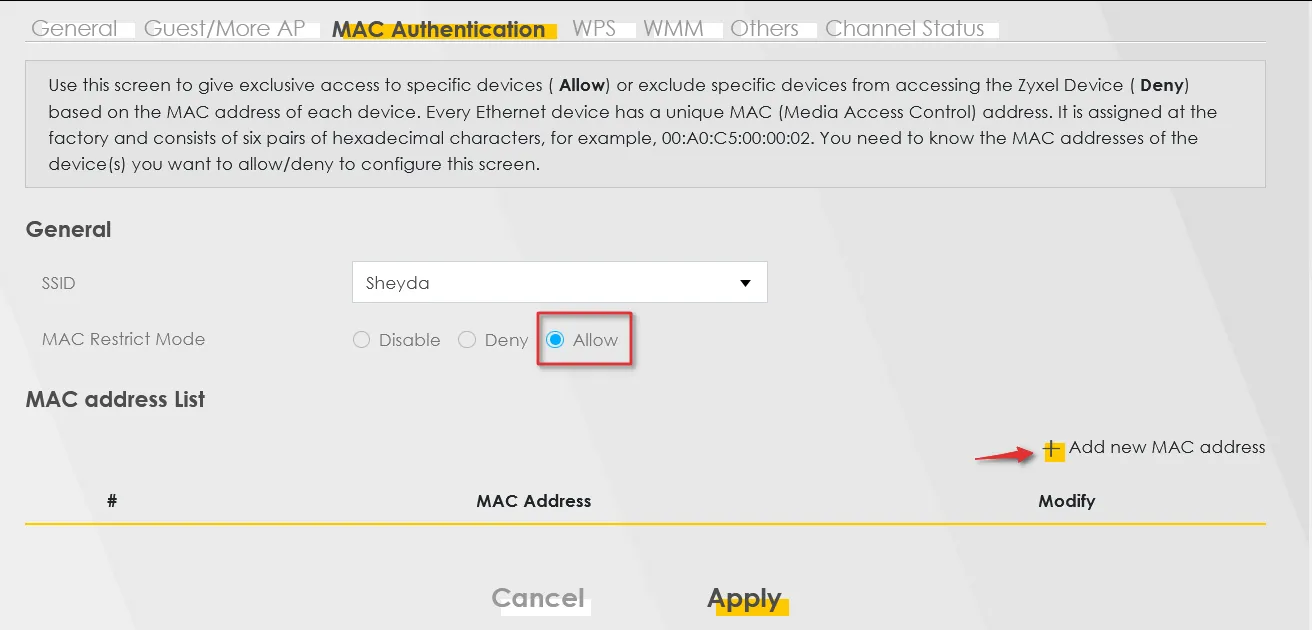 General Guest/More AP MAC Authentication WPS WMM Others Channel Status
Use this screen to give exclusive access to specific devices ( Allow) or exclude specific devices from accessing the Zyxel Device ( Deny)
based on the MAC address of each device. Every Ethernet device has a unique MAC (Media Access Control) address. It is assigned at the
factory and consists of six pairs of hexadecimal characters, for example, 00:A0:C5:00:00:02. You need to know the MAC addresses of the
device(s) you want to allow/deny to configure this screen.
General
SSID Sheyda
MAC Restrict Mode Disable Deny Allow
MAC address List
+ Add new MAC address
# MAC Address Modify
Cancel Apply